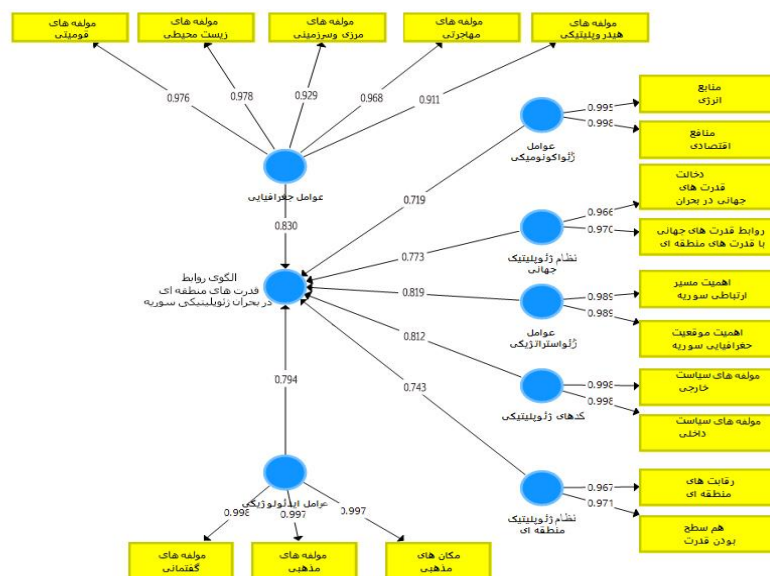 مولفه های
قومیتی
مولفه های
زیست محیطی
مولفه های
مرزی وسرزمینی
مولفه های
مهاجرتی
مولفه های
هیدروپلیتیکی
0.976
0.978
0.929
0.968
0.911
عوامل جغرافیایی
0.830
منابع
انرژی
منافع
اقتصادی
0.995
0.998
عوامل
ژئواکونومیکی
0.719
دخالت
قدرت های
جهانی در بحران
روابط قدرت های جهانی
با قدرت های منطقه ای
0.966
0.970
نظام ژئوپلیتیک
جهانی
0.773
الگوی روابط
قدرت های منطقه ای
در بحران ژئوپلیتیکی سوریه
اهمیت مسیر
ارتباطی سوریه
اهمیت موقعیت
جغرافیایی سوریه
0.989
0.989
عوامل
ژئواستراتژیکی
0.819
مولفه های سیاست
خارجی
مولفه های سیاست
داخلی
0.998
0.998
کدهای ژئوپلیتیکی
0.812
رقابت های
منطقه ای
هم سطح
بودن قدرت
0.967
0.971
نظام ژئوپلیتیک
منطقه ای
0.743
0.794
عوامل ایدئولوژیکی
0.998
0.997
0.997
مولفه های
گفتمانی
مولفه های
مذهبی
مکان های
مذهبی